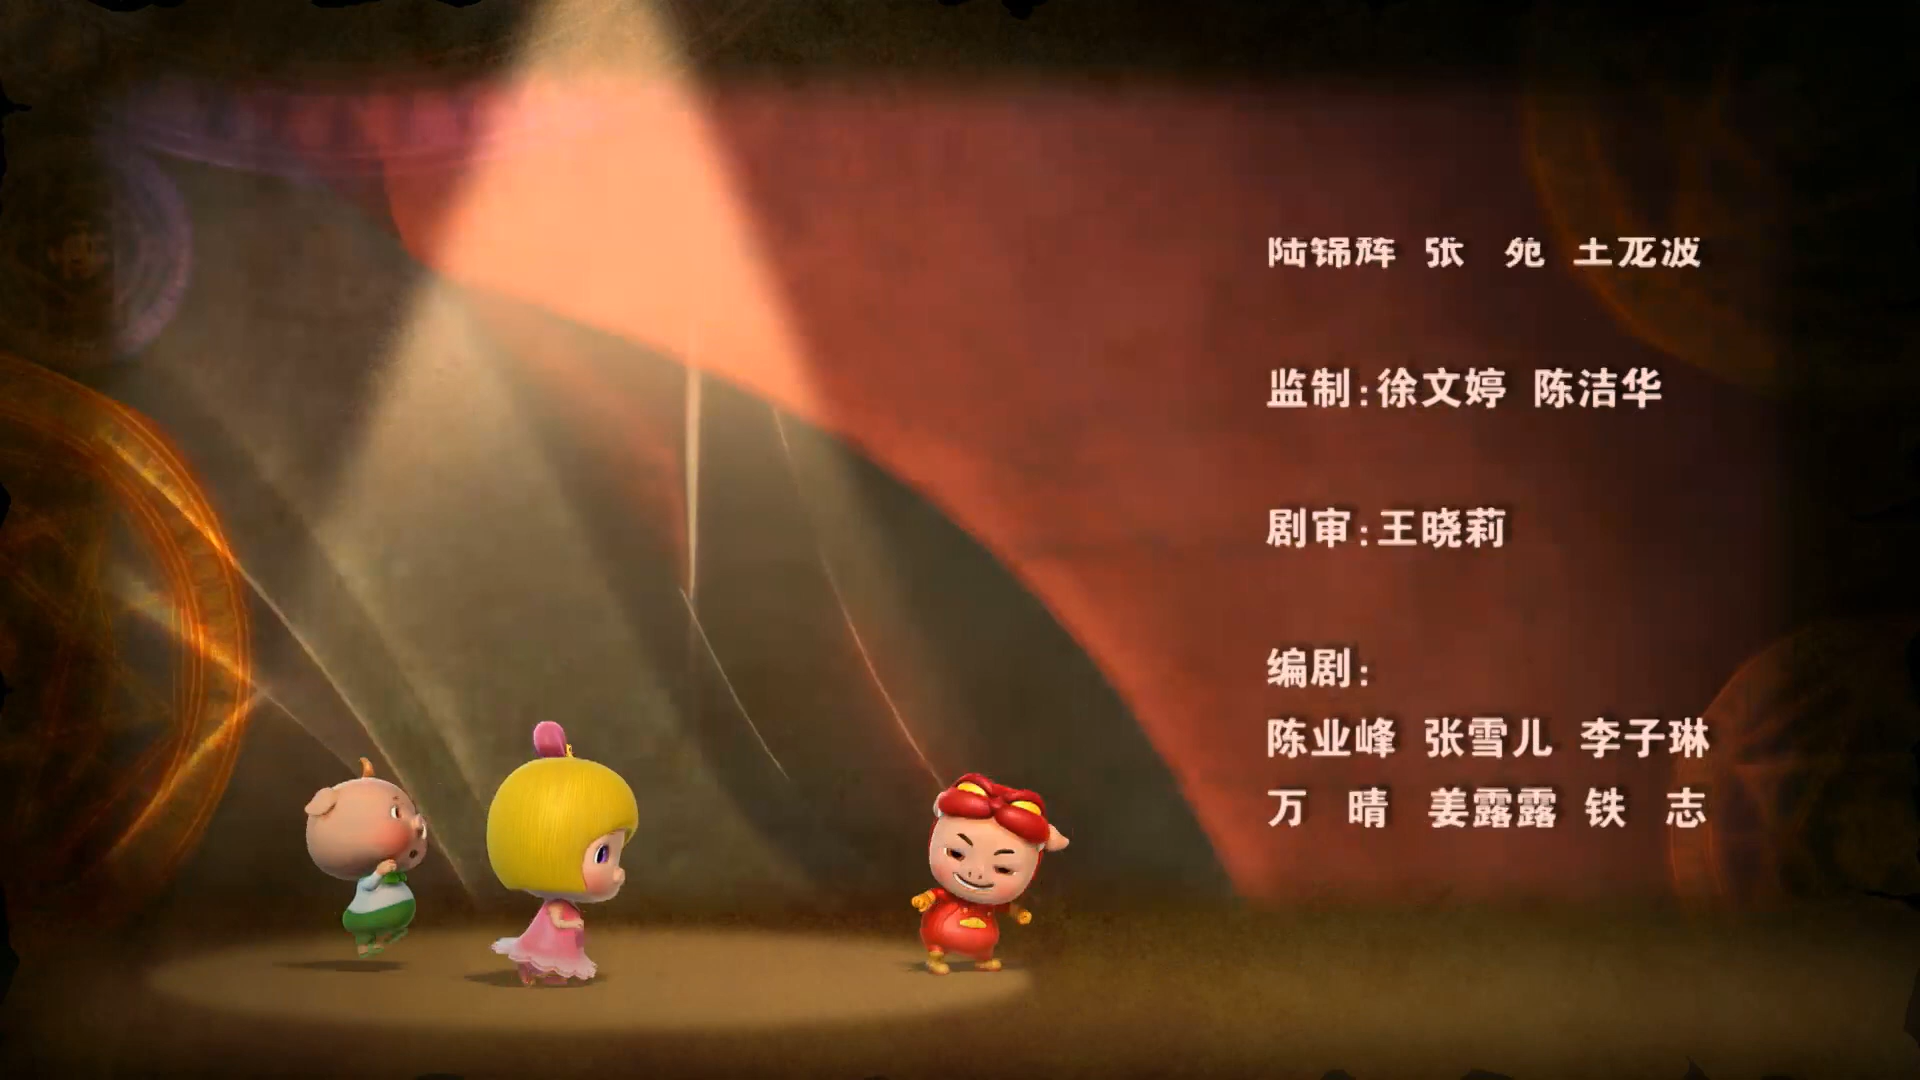 陆锦辉 张 苑 王龙波
监制:徐文婷 陈洁华
剧审:王晓莉
编剧:
陈业峰 张雪儿 李子琳
万 晴 姜露露 铁 志